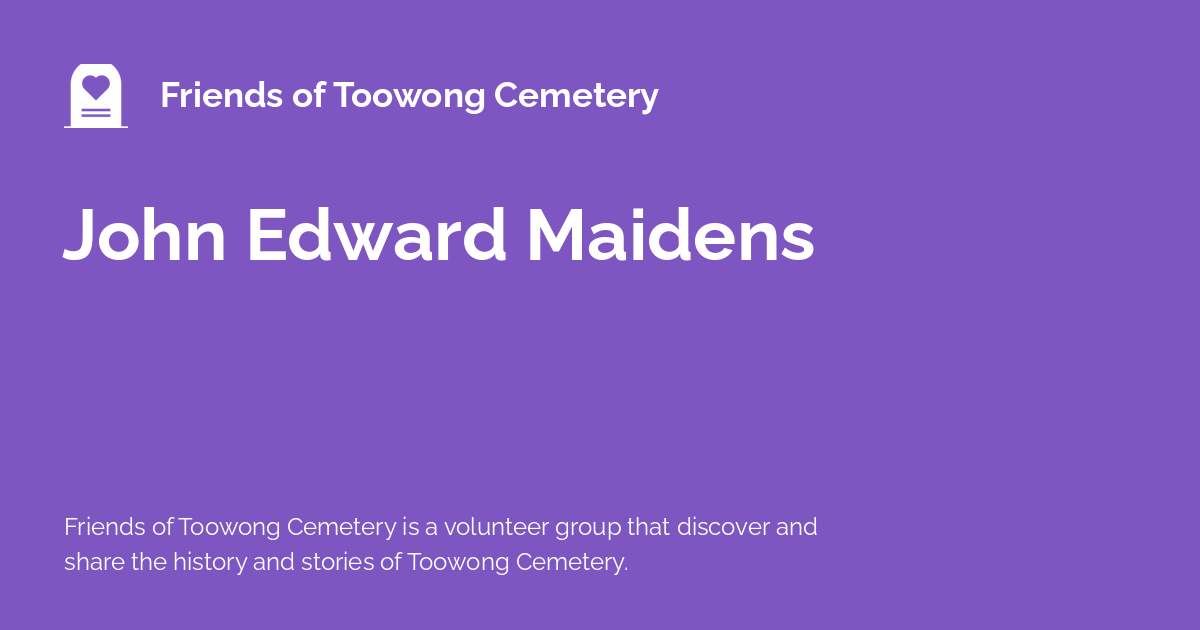 Friends of Toowong Cemetery
John Edward Maidens
Friends of Toowong Cemetery is a volunteer group that discover and
share the history and stories of Toowong Cemetery.